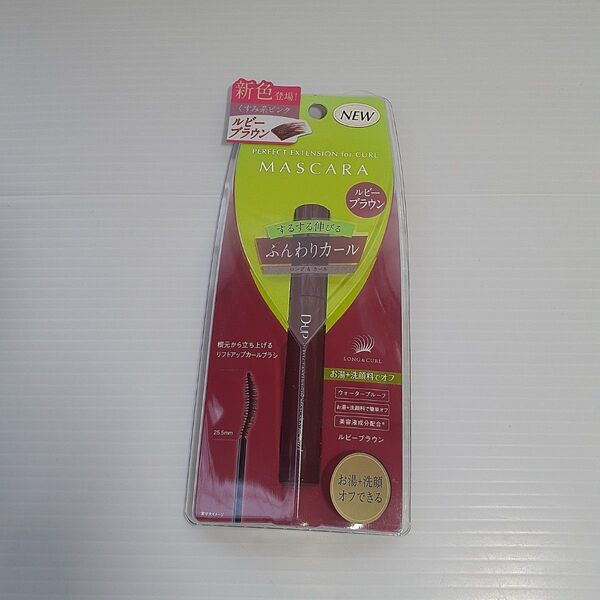 新色登場!
くすみ系ピンク
ルビー
ブラウン
NEW
PERFECT EXTENSION for CURL
MASCARA
ルビー
ブラウン
するする伸びる
ふんわりカール
ロング&カール
D-UP
根元から立ち上げる
リフトアップカールブラシ
25.5mm
LONG & CURL
お湯+洗顔料でオフ
ウォータープルーフ
お湯+洗顔料で簡単オフ
美容液成分配合*
ルビーブラウン
お湯+洗顔
オフできる